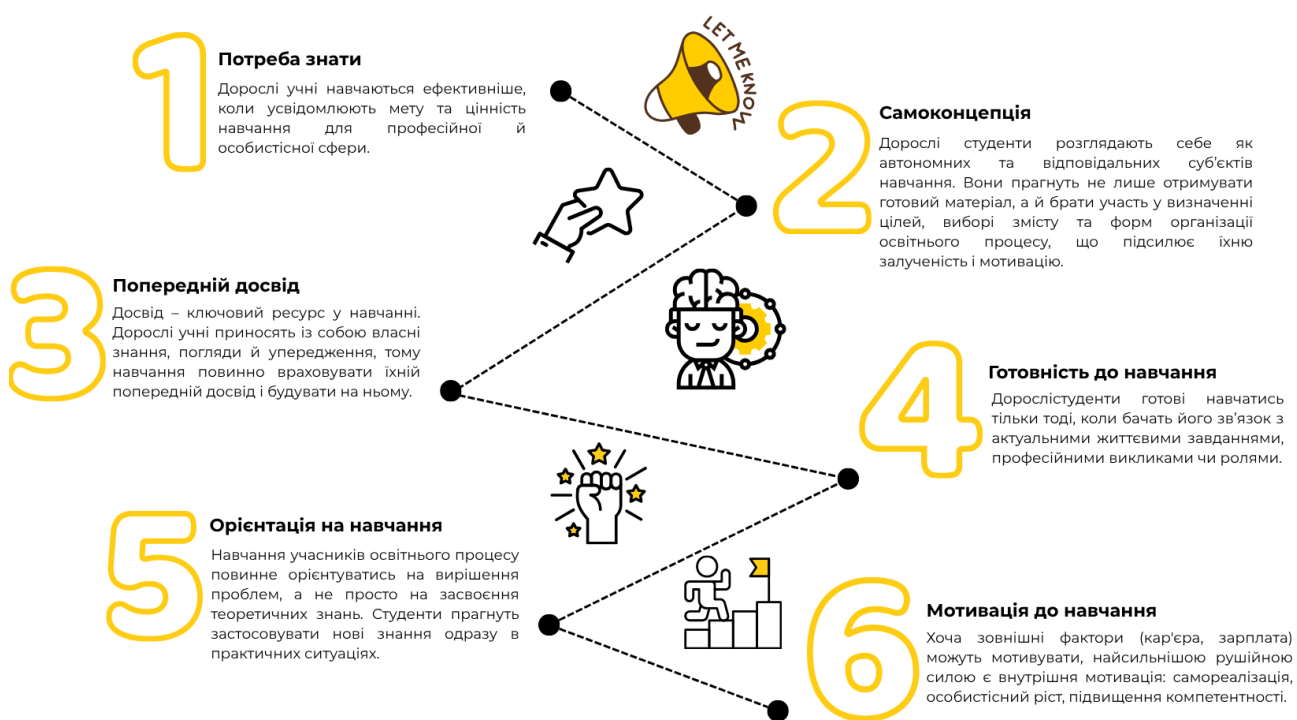 1
Потреба знати
Дорослі учні навчаються ефективніше,
коли усвідомлюють мету та цінність
навчання для професійної й
особистісної сфери.
LET ME KNOW
2
Самоконцепція
Дорослі студенти розглядають себе як
автономних та відповідальних суб'єктів
навчання. Вони прагнуть не лише отримувати
готовий матеріал, а й брати участь у визначенні
цілей, виборі змісту та форм організації
освітнього процесу, що підсилює їхню
залученість і мотивацію.
3
Попередній досвід
Досвід – ключовий ресурс у навчанні.
Дорослі учні приносять із собою власні
знання, погляди й упередження, тому
навчання повинно враховувати їхній
попередній досвід і будувати на ньому.
4
Готовність до навчання
Дорослістуденти готові навчатись
тільки тоді, коли бачать його зв'язок з
актуальними життєвими завданнями,
професійними викликами чи ролями.
5
Орієнтація на навчання
Навчання учасників освітнього процесу
повинне орієнтуватись на вирішення
проблем, а не просто на засвоєння
теоретичних знань. Студенти прагнуть
застосовувати нові знання одразу в
практичних ситуаціях.
6
Мотивація до навчання
Хоча зовнішні фактори (кар'єра, зарплата)
можуть мотивувати, найсильнішою рушійною
силою є внутрішня мотивація: самореалізація,
особистісний ріст, підвищення компетентності.